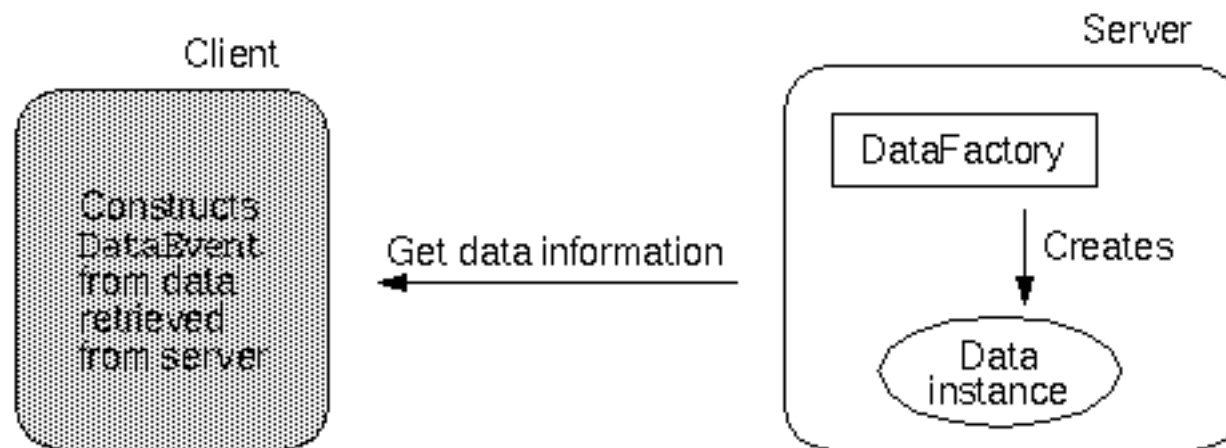 Client
Server
DataFactory
Constructs
DataEvent
from data
retrieved
from server
Get data information
Creates
Data
instance